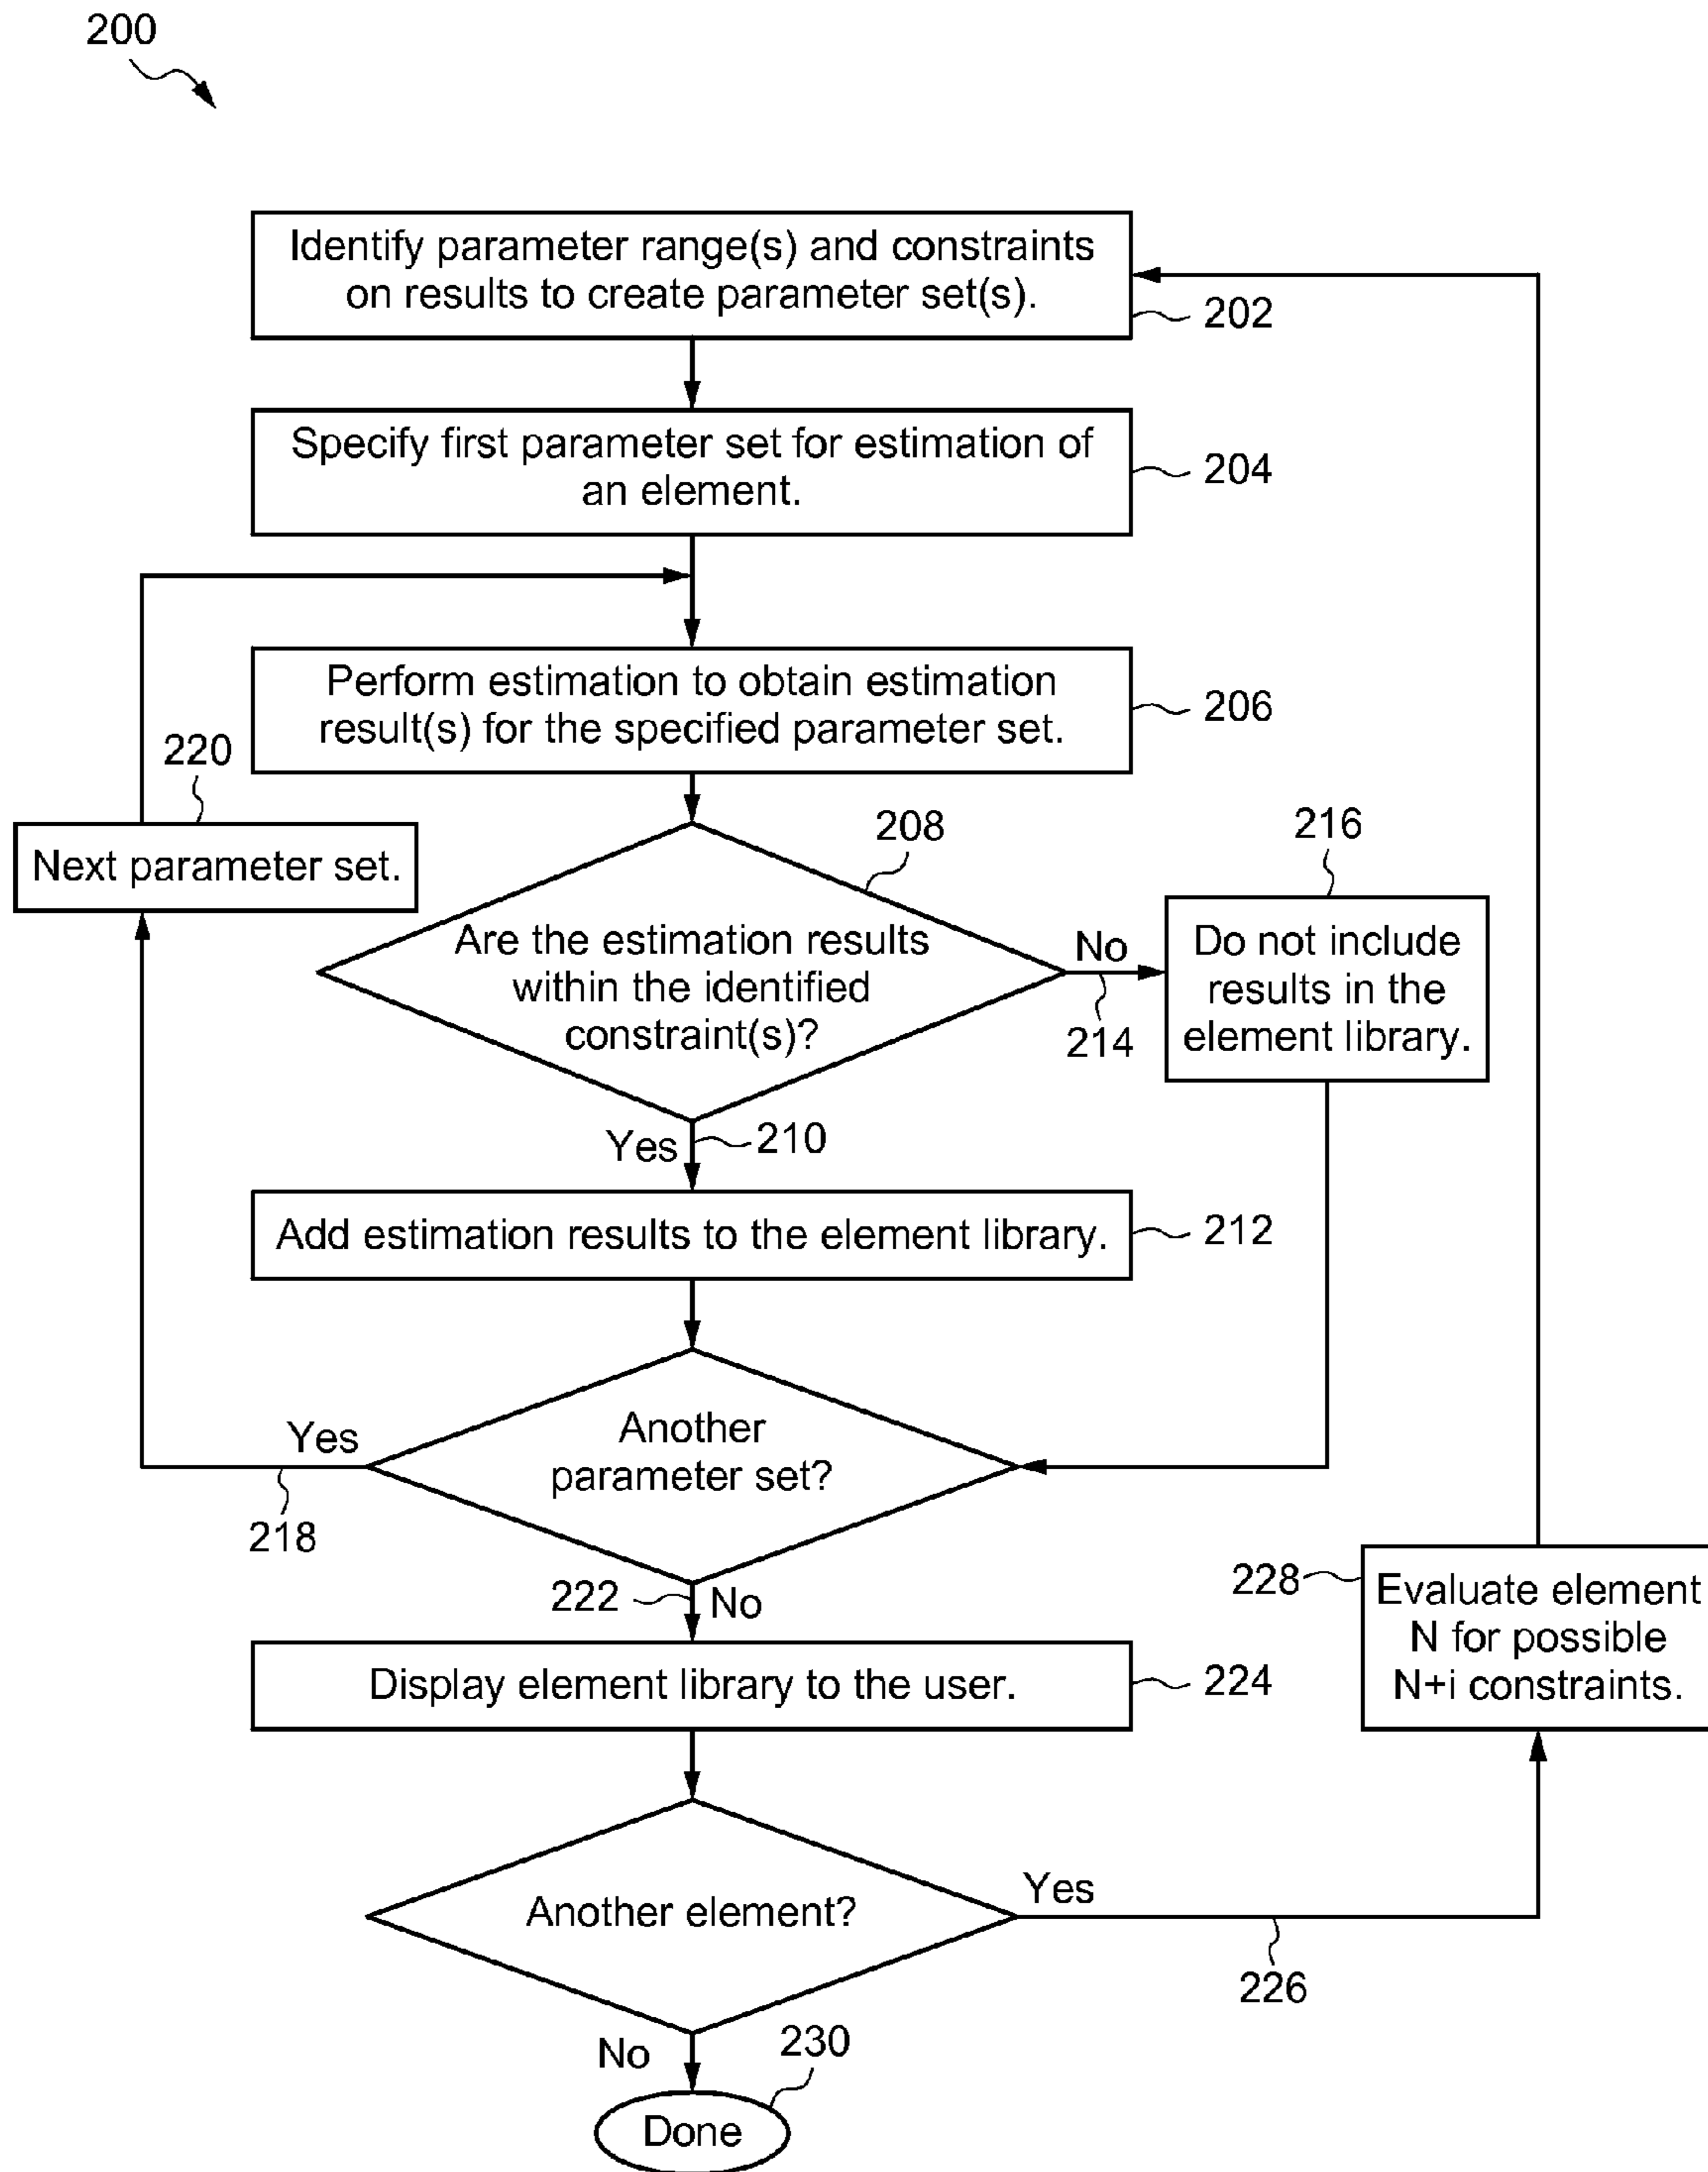 200
Identify parameter range(s) and constraints
on results to create parameter set(s).
202
Specify first parameter set for estimation of
an element.
204
Perform estimation to obtain estimation
result(s) for the specified parameter set.
206
220
Next parameter set.
208
Are the estimation results
within the identified
constraint(s)?
No
214
216
Do not include
results in the
element library.
Yes
210
Add estimation results to the element library.
212
Another
parameter set?
Yes
218
222
No
Display element library to the user.
224
228
Evaluate element
N for possible
N+i constraints.
Another element?
Yes
226
No
230
Done